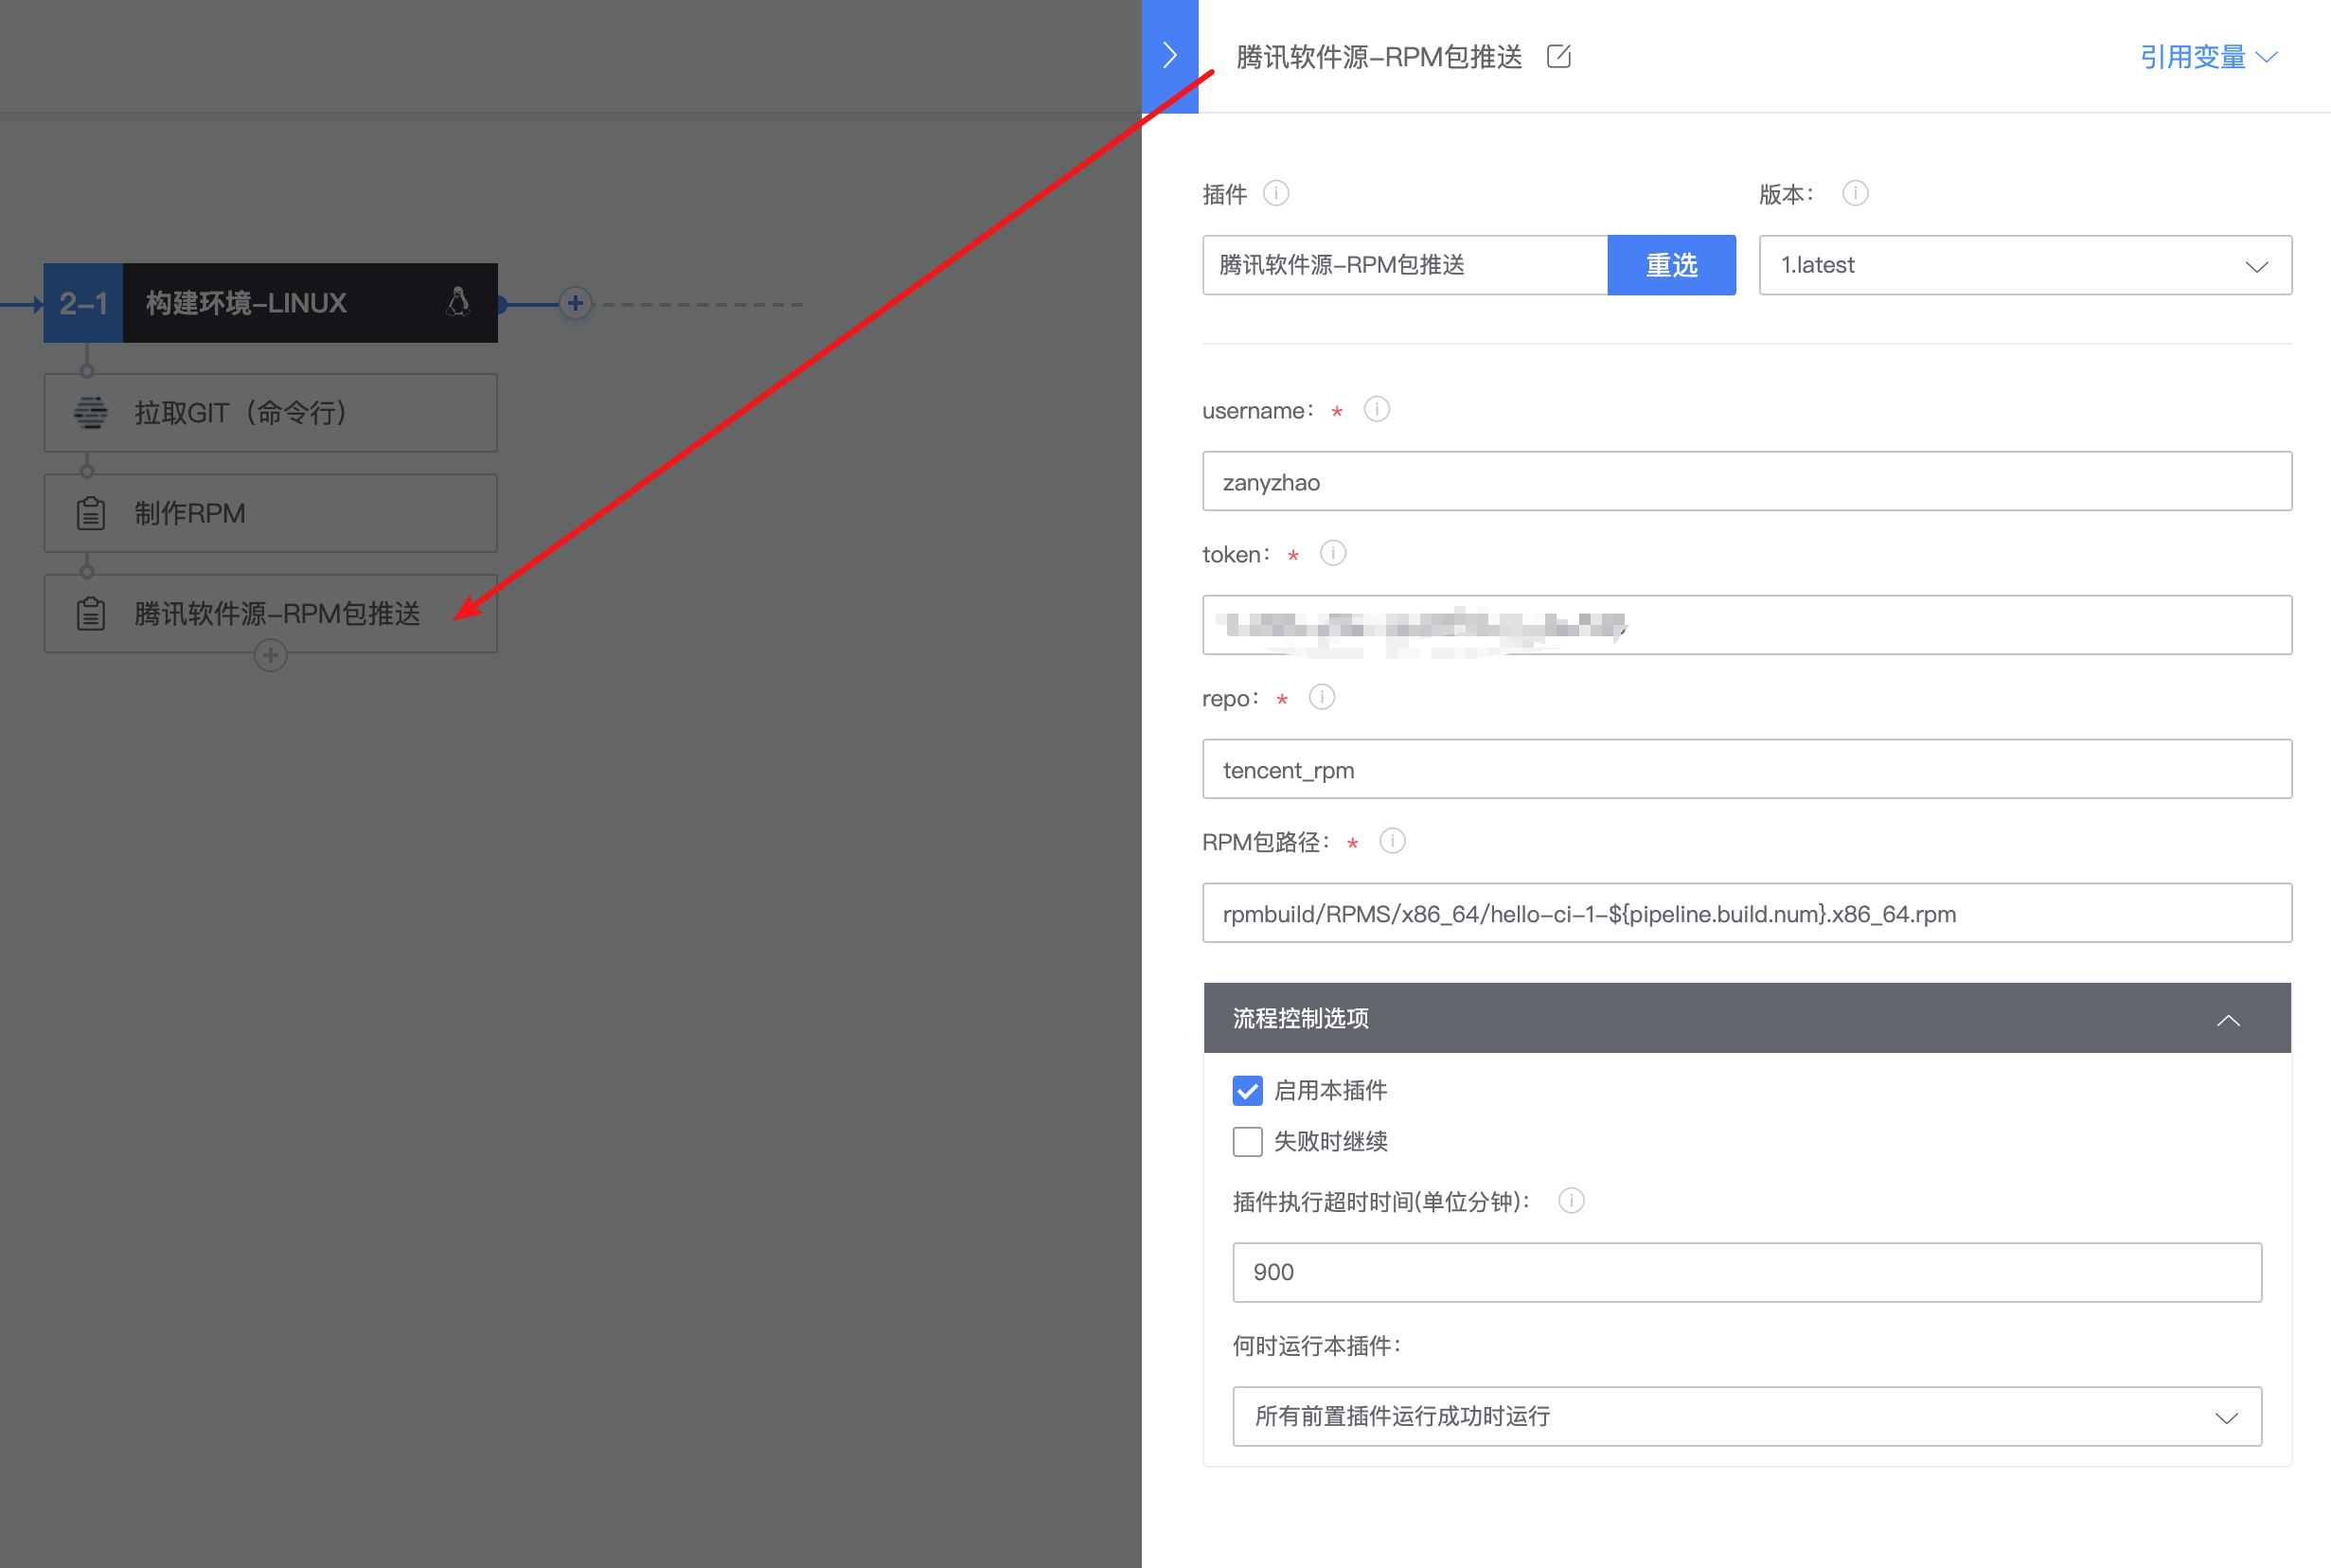 腾讯软件源-RPM包推送
引用变量
2-1 构建环境-LINUX
拉取GIT（命令行）
制作RPM
腾讯软件源-RPM包推送
插件
版本：
腾讯软件源-RPM包推送 重选
1.latest
username： *
zanyzhao
token： *
repo： *
tencent_rpm
RPM包路径： *
rpmbuild/RPMS/x86_64/hello-ci-1-${pipeline.build.num}.x86_64.rpm
流程控制选项
启用本插件
失败时继续
插件执行超时时间(单位分钟)：
900
何时运行本插件：
所有前置插件运行成功时运行